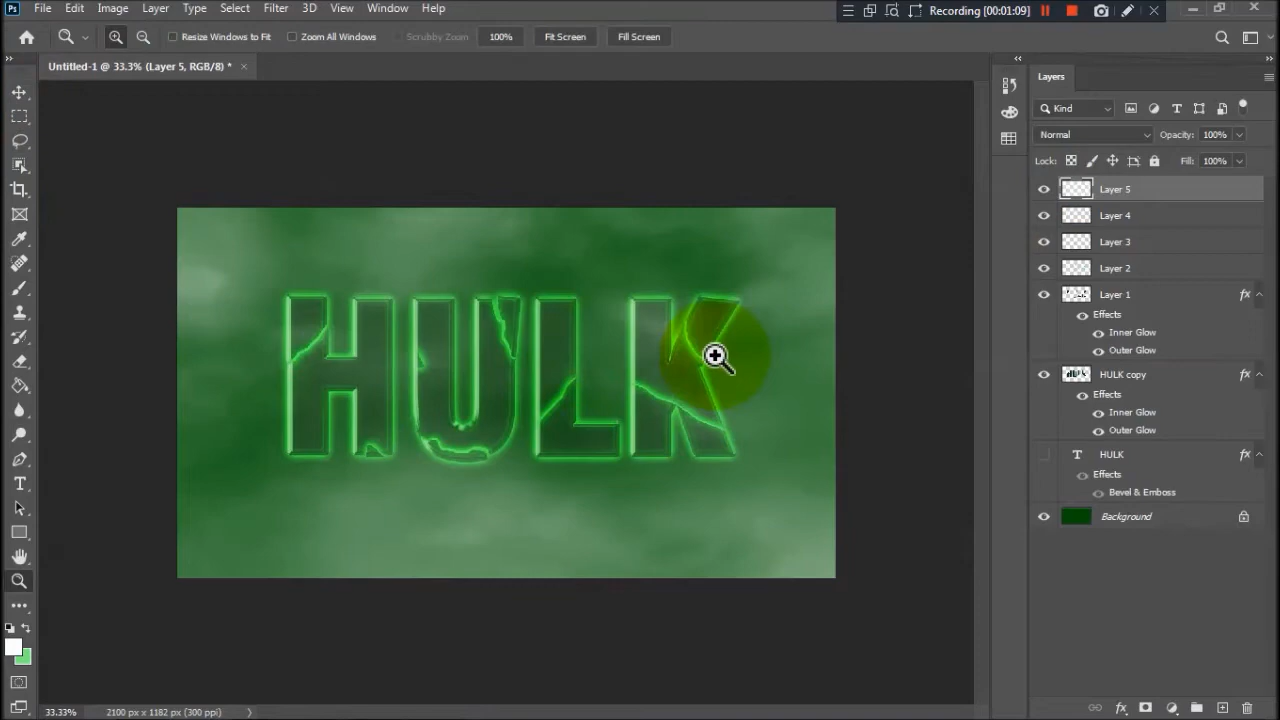 Ps File Edit Image Layer Type Select Filter 3D View Window Help
Recording [00:01:09]
Resize Windows to Fit Zoom All Windows Scrubby Zoom 100% Fit Screen Fill Screen
Untitled-1 @ 33.3% (Layer 5, RGB/8) *
Layers
Kind
Normal Opacity: 100%
Lock: Fill: 100%
Layer 5
Layer 4
Layer 3
Layer 2
Layer 1 fx
Effects
Inner Glow
Outer Glow
HULK copy fx
Effects
Inner Glow
Outer Glow
T HULK fx
Effects
Bevel & Emboss
Background
HULK
33.33% 2100 px x 1182 px (300 ppi)